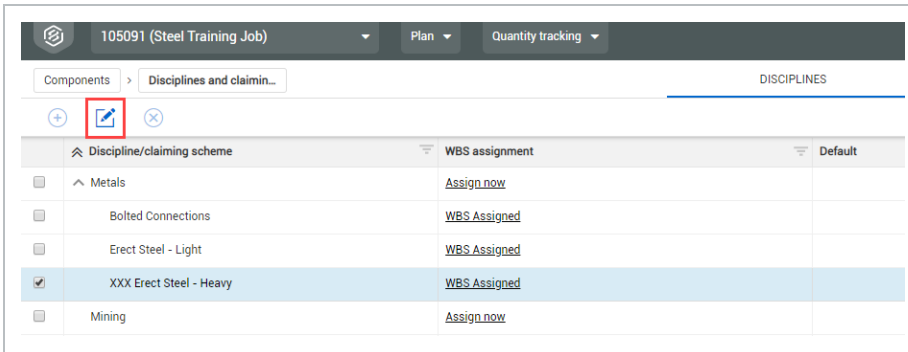 105091 (Steel Training Job) Plan Quantity tracking
Components > Disciplines and claimin... DISCIPLINES
Discipline/claiming scheme WBS assignment Default
Metals Assign now
Bolted Connections WBS Assigned
Erect Steel - Light WBS Assigned
XXX Erect Steel - Heavy WBS Assigned
Mining Assign now